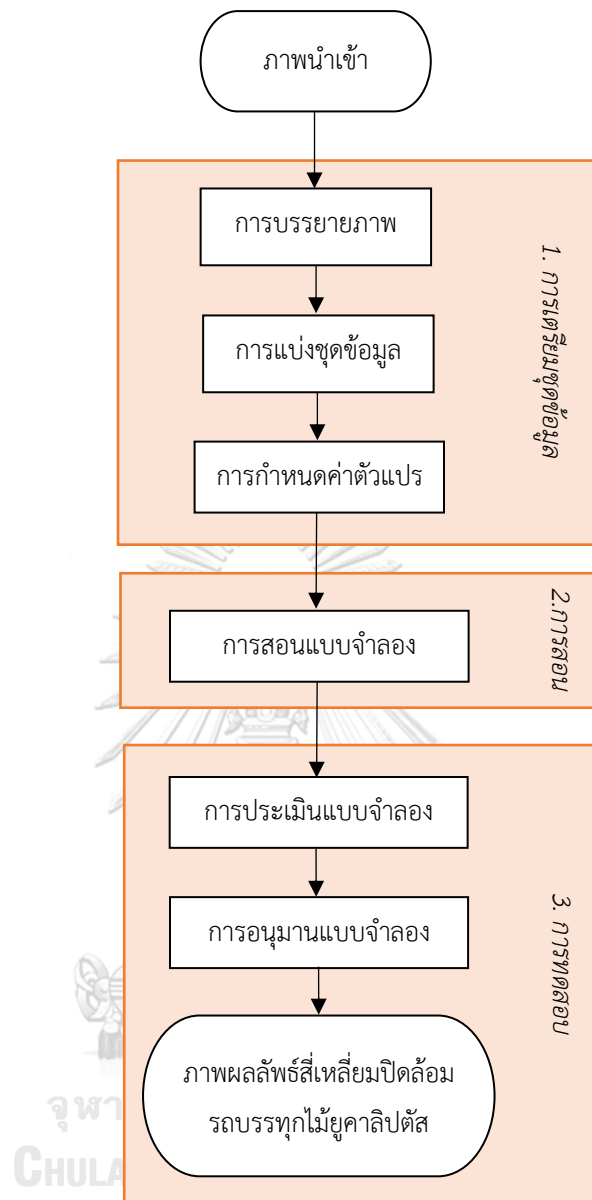 ภาพนำเข้า
1. การเตรียมชุดข้อมูล
การบรรยายภาพ
การแบ่งชุดข้อมูล
การกำหนดค่าตัวแปร
2.การสอน
การสอนแบบจำลอง
3. การทดสอบ
การประเมินแบบจำลอง
การอนุมานแบบจำลอง
ภาพผลลัพธ์สี่เหลี่ยมปิดล้อม
รถบรรทุกไม้ยูคาลิปตัส
จุฬา
CHULA